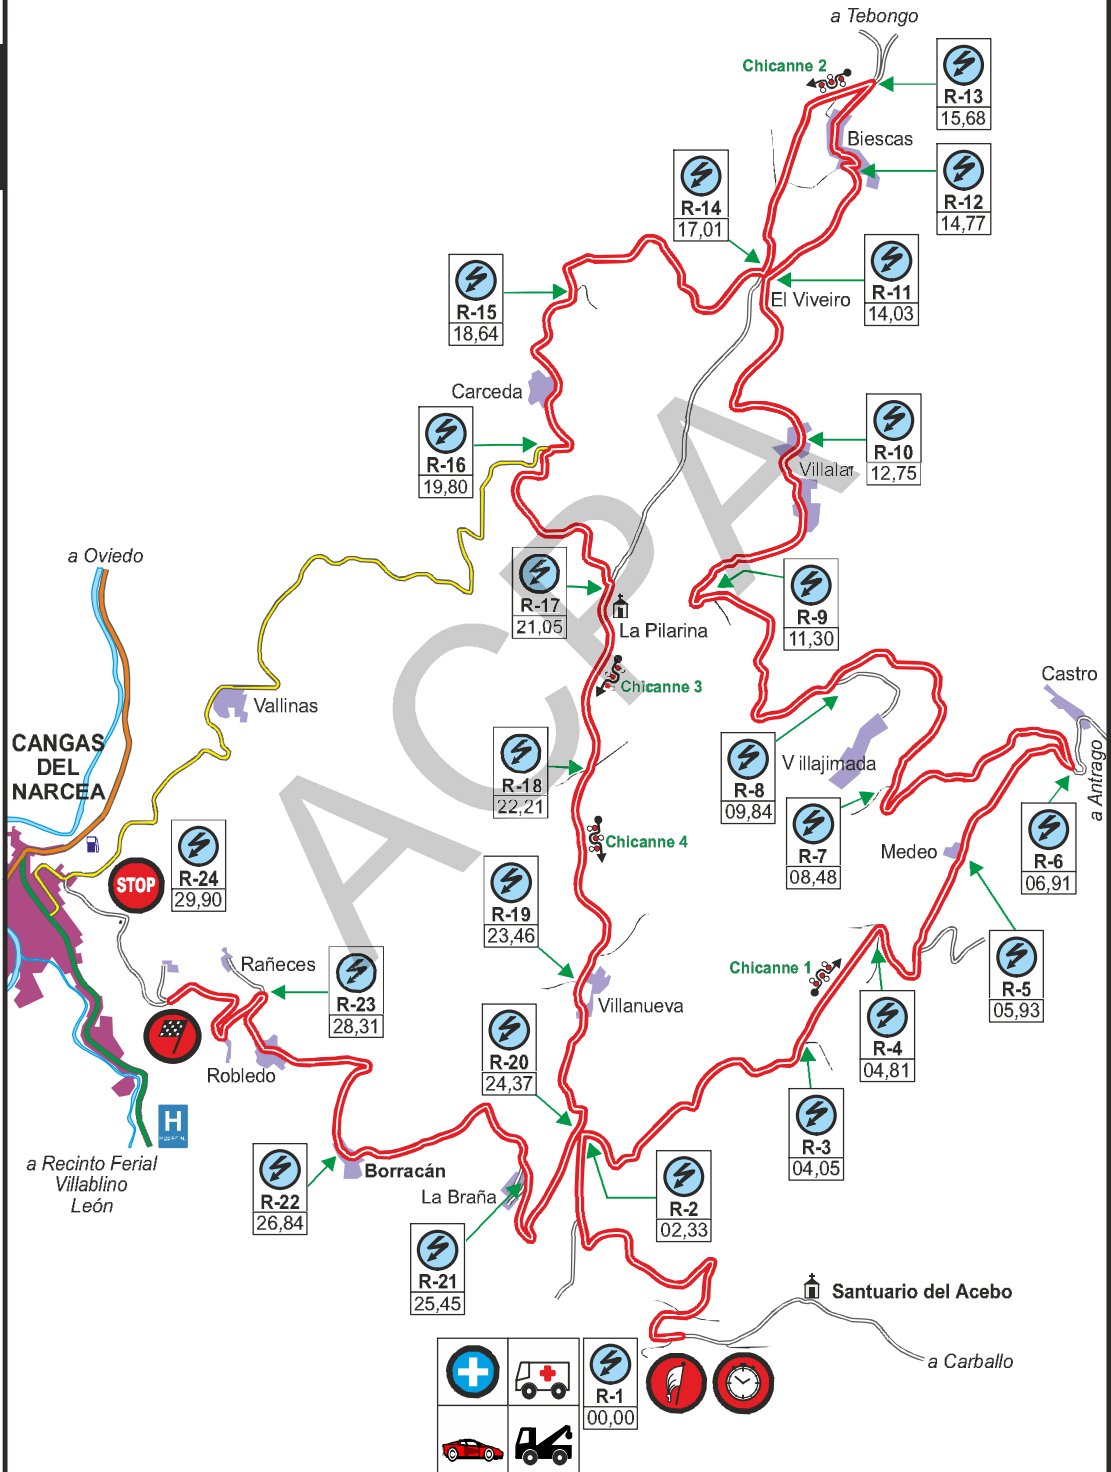 a Tebongo
Chicanne 2
R-13
15,68
Biescas
R-12
14,77
R-14
17,01
R-11
14,03
El Viveiro
R-15
18,64
Carceda
R-16
19,80
R-10
12,75
Villalar
a Oviedo
R-17
21,05
La Pilarina
R-9
11,30
Chicanne 3
Castro
Vallinas
a Antrago
CANGAS
DEL
NARCEA
R-18
22,21
R-8
09,84
Villajimada
R-7
08,48
Medeo
R-6
06,91
Chicanne 4
STOP
R-24
29,90
R-19
23,46
Rañeces
R-23
28,31
Chicanne 1
R-5
05,93
Villanueva
R-4
04,81
Robledo
R-20
24,37
R-3
04,05
H
a Recinto Ferial
Villablino
León
R-22
26,84
Borracán
La Braña
R-2
02,33
R-21
25,45
Santuario del Acebo
a Carballo
R-1
00,00
ACPA